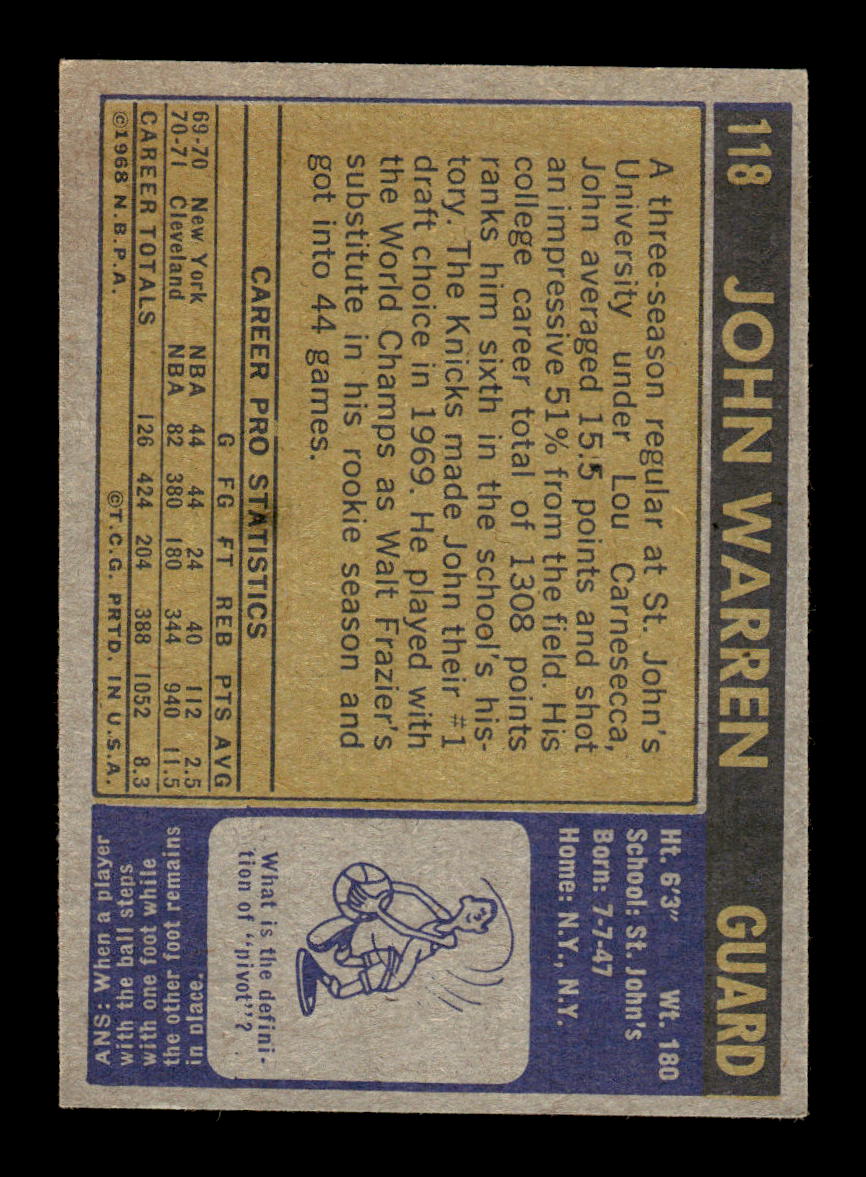 118 JOHN WARREN GUARD
A three-season regular at St. John's
University under Lou Carnesecca,
John averaged 15.5 points and shot
an impressive 51% from the field. His
college career total of 1308 points
ranks him sixth in the school's his-
tory. The Knicks made John their #1
draft choice in 1969. He played with
the World Champs as Walt Frazier's
substitute in his rookie season and
got into 44 games.
CAREER PRO STATISTICS
G FG FT REB PTS AVG
69-70 New York NBA 44 44 24 40 112 2.5
70-71 Cleveland NBA 82 380 180 344 940 11.5
CAREER TOTALS 126 424 204 388 1052 8.3
©1968 N.B.P.A. ©T.C.G. PRTD. IN U.S.A.
Ht. 6'3" Wt. 180
School: St. John's
Born: 7-7-47
Home: N.Y., N.Y.
What is the defini-
tion of "pivot"?
ANS: When a player
with the ball steps
with one foot while
the other foot remains
in place.